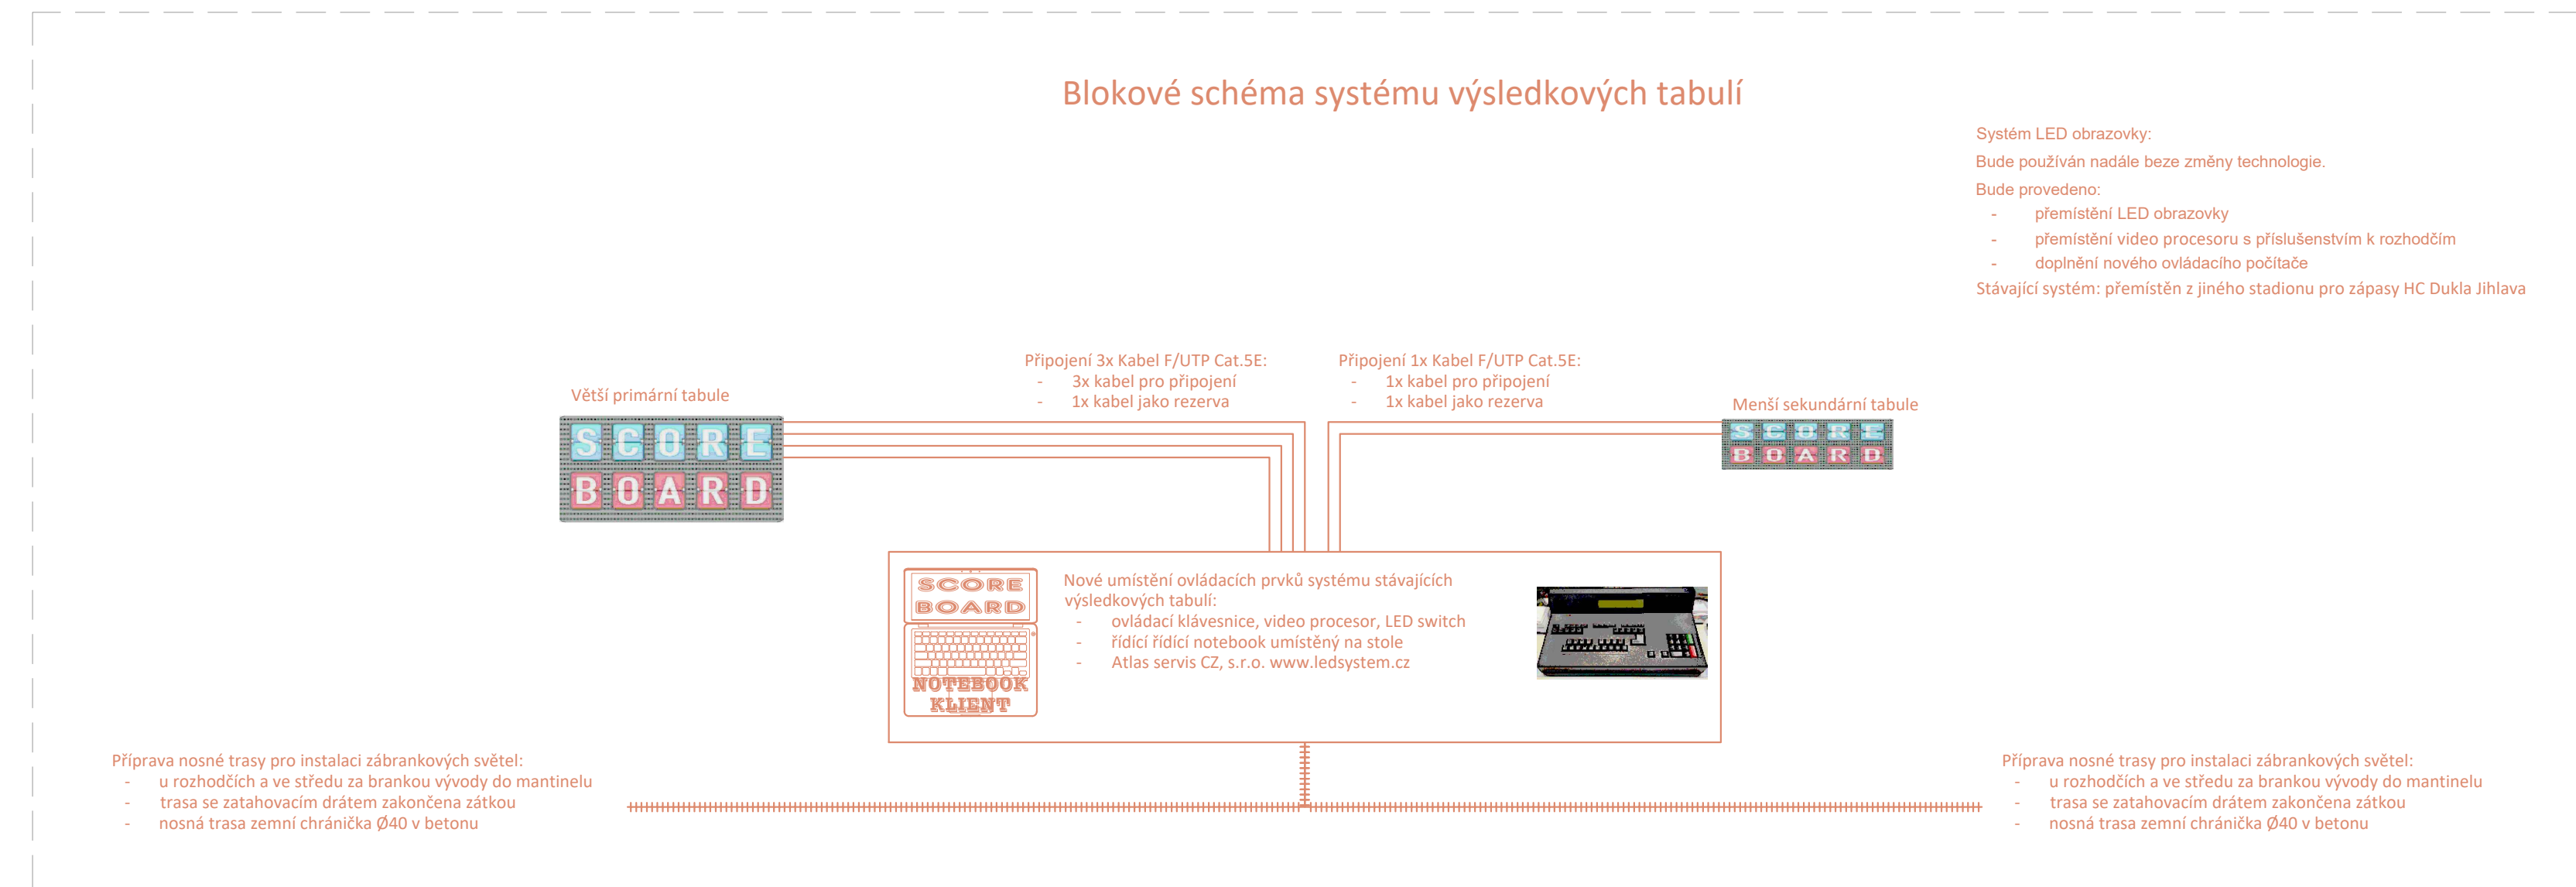 Blokové schéma systému výsledkových tabulí
Systém LED obrazovky:
Bude používán nadále beze změny technologie.
Bude provedeno:
- přemístění LED obrazovky
- přemístění video procesoru s příslušenstvím k rozhodčím
- doplnění nového ovládacího počítače
Stávající systém: přemístěn z jiného stadionu pro zápasy HC Dukla Jihlava
Připojení 3x Kabel F/UTP Cat.5E:
- 3x kabel pro připojení
- 1x kabel jako rezerva
Připojení 1x Kabel F/UTP Cat.5E:
- 1x kabel pro připojení
- 1x kabel jako rezerva
Větší primární tabule
SCORE
BOARD
Menší sekundární tabule
SCORE
BOARD
SCORE
BOARD
NOTEBOOK
KLIENT
Nové umístění ovládacích prvků systému stávajících
výsledkových tabulí:
- ovládací klávesnice, video procesor, LED switch
- řídící řídící notebook umístěný na stole
- Atlas servis CZ, s.r.o. www.ledsystem.cz
Příprava nosné trasy pro instalaci zábrankových světel:
- u rozhodčích a ve středu za brankou vývody do mantinelu
- trasa se zatahovacím drátem zakončena zátkou
- nosná trasa zemní chránička Ø40 v betonu
Příprava nosné trasy pro instalaci zábrankových světel:
- u rozhodčích a ve středu za brankou vývody do mantinelu
- trasa se zatahovacím drátem zakončena zátkou
- nosná trasa zemní chránička Ø40 v betonu